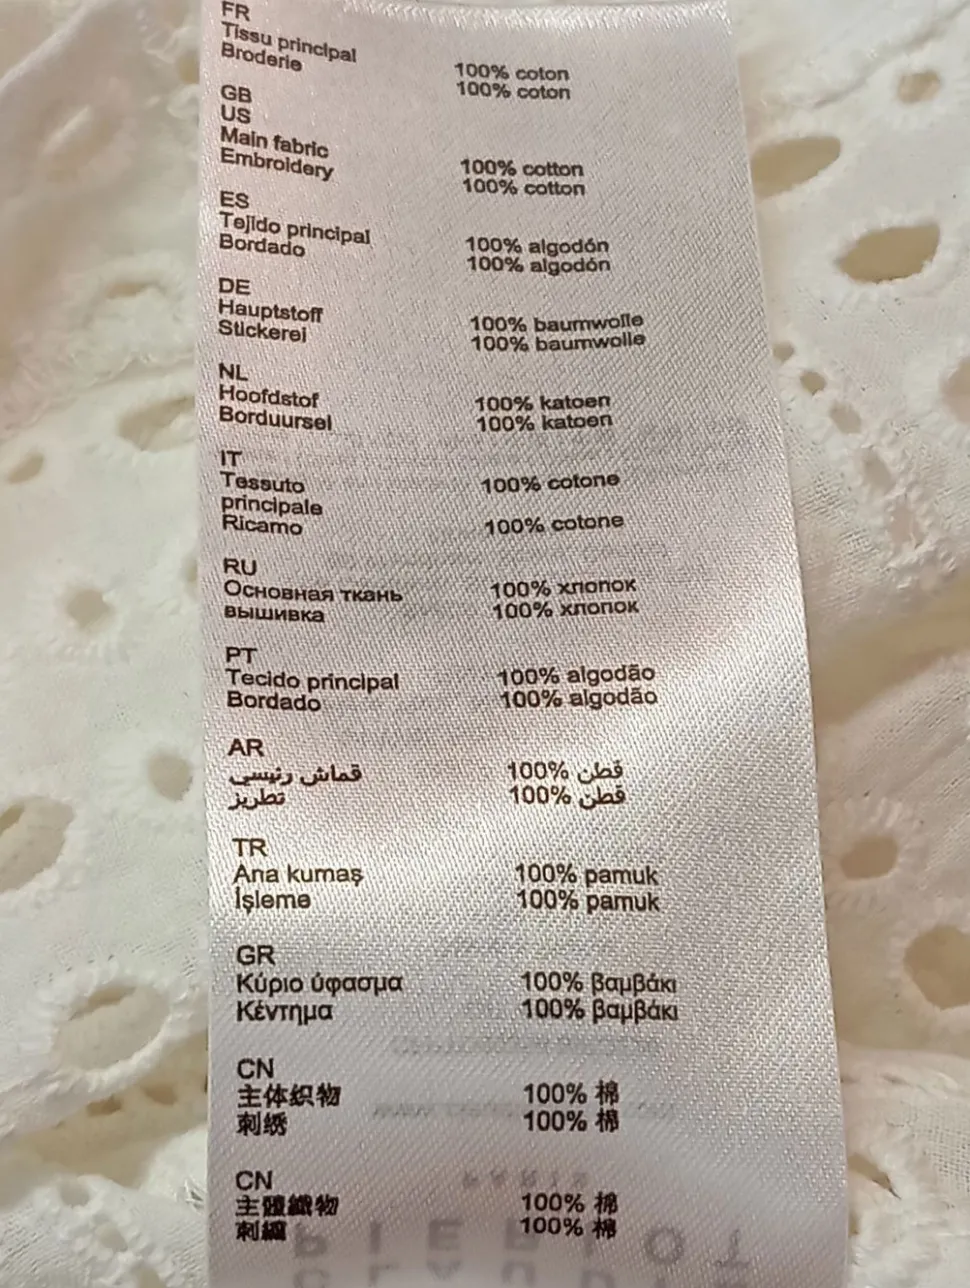 FR
Tissu principal 100% coton
Broderie 100% coton
GB
US
Main fabric 100% cotton
Embroidery 100% cotton
ES
Tejido principal 100% algodón
Bordado 100% algodón
DE
Hauptstoff 100% baumwolle
Stickerei 100% baumwolle
NL
Hoofdstof 100% katoen
Borduursel 100% katoen
IT
Tessuto 100% cotone
principale
Ricamo 100% cotone
RU
Основная ткань 100% хлопок
вышивка 100% хлопок
PT
Tecido principal 100% algodão
Bordado 100% algodão
AR
قماش رئيسي 100% قطن
تطريز 100% قطن
TR
Ana kumaş 100% pamuk
İşleme 100% pamuk
GR
Κύριο ύφασμα 100% βαμβάκι
Κέντημα 100% βαμβάκι
CN
主体织物 100% 棉
刺绣 100% 棉
CN
主體織物 100% 棉
刺繡 100% 棉
PARIS
PIERLOT
CLAUDIE